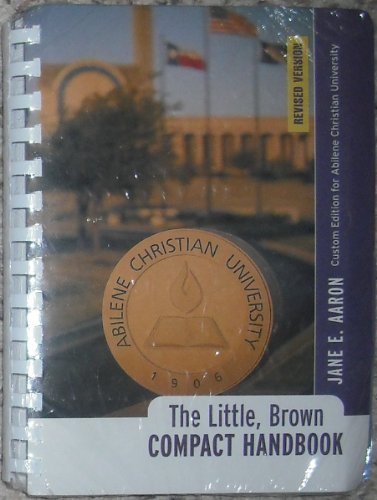 REVISED VERSION
Custom Edition for Abilene Christian University
JANE E. AARON
ABILENE CHRISTIAN UNIVERSITY
1906
The Little, Brown
COMPACT HANDBOOK